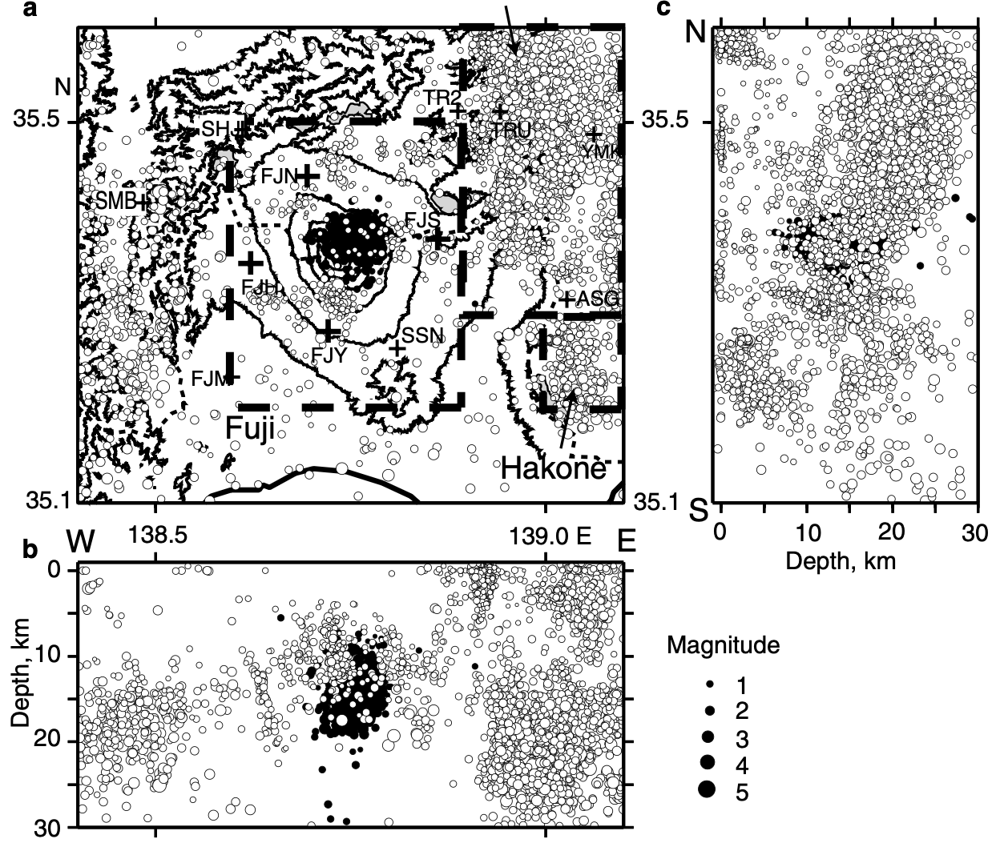 a
N
35.5
35.1
TR2
TRU
YMK
SHJ
FJN
SMB
FJS
FJH
ASG
SSN
FJY
FJM
Fuji
Hakone
138.5
139.0 E
c
N
35.5
35.1
S
0
10
20
30
Depth, km
b
W
E
0
10
20
30
Depth, km
Magnitude
1
2
3
4
5